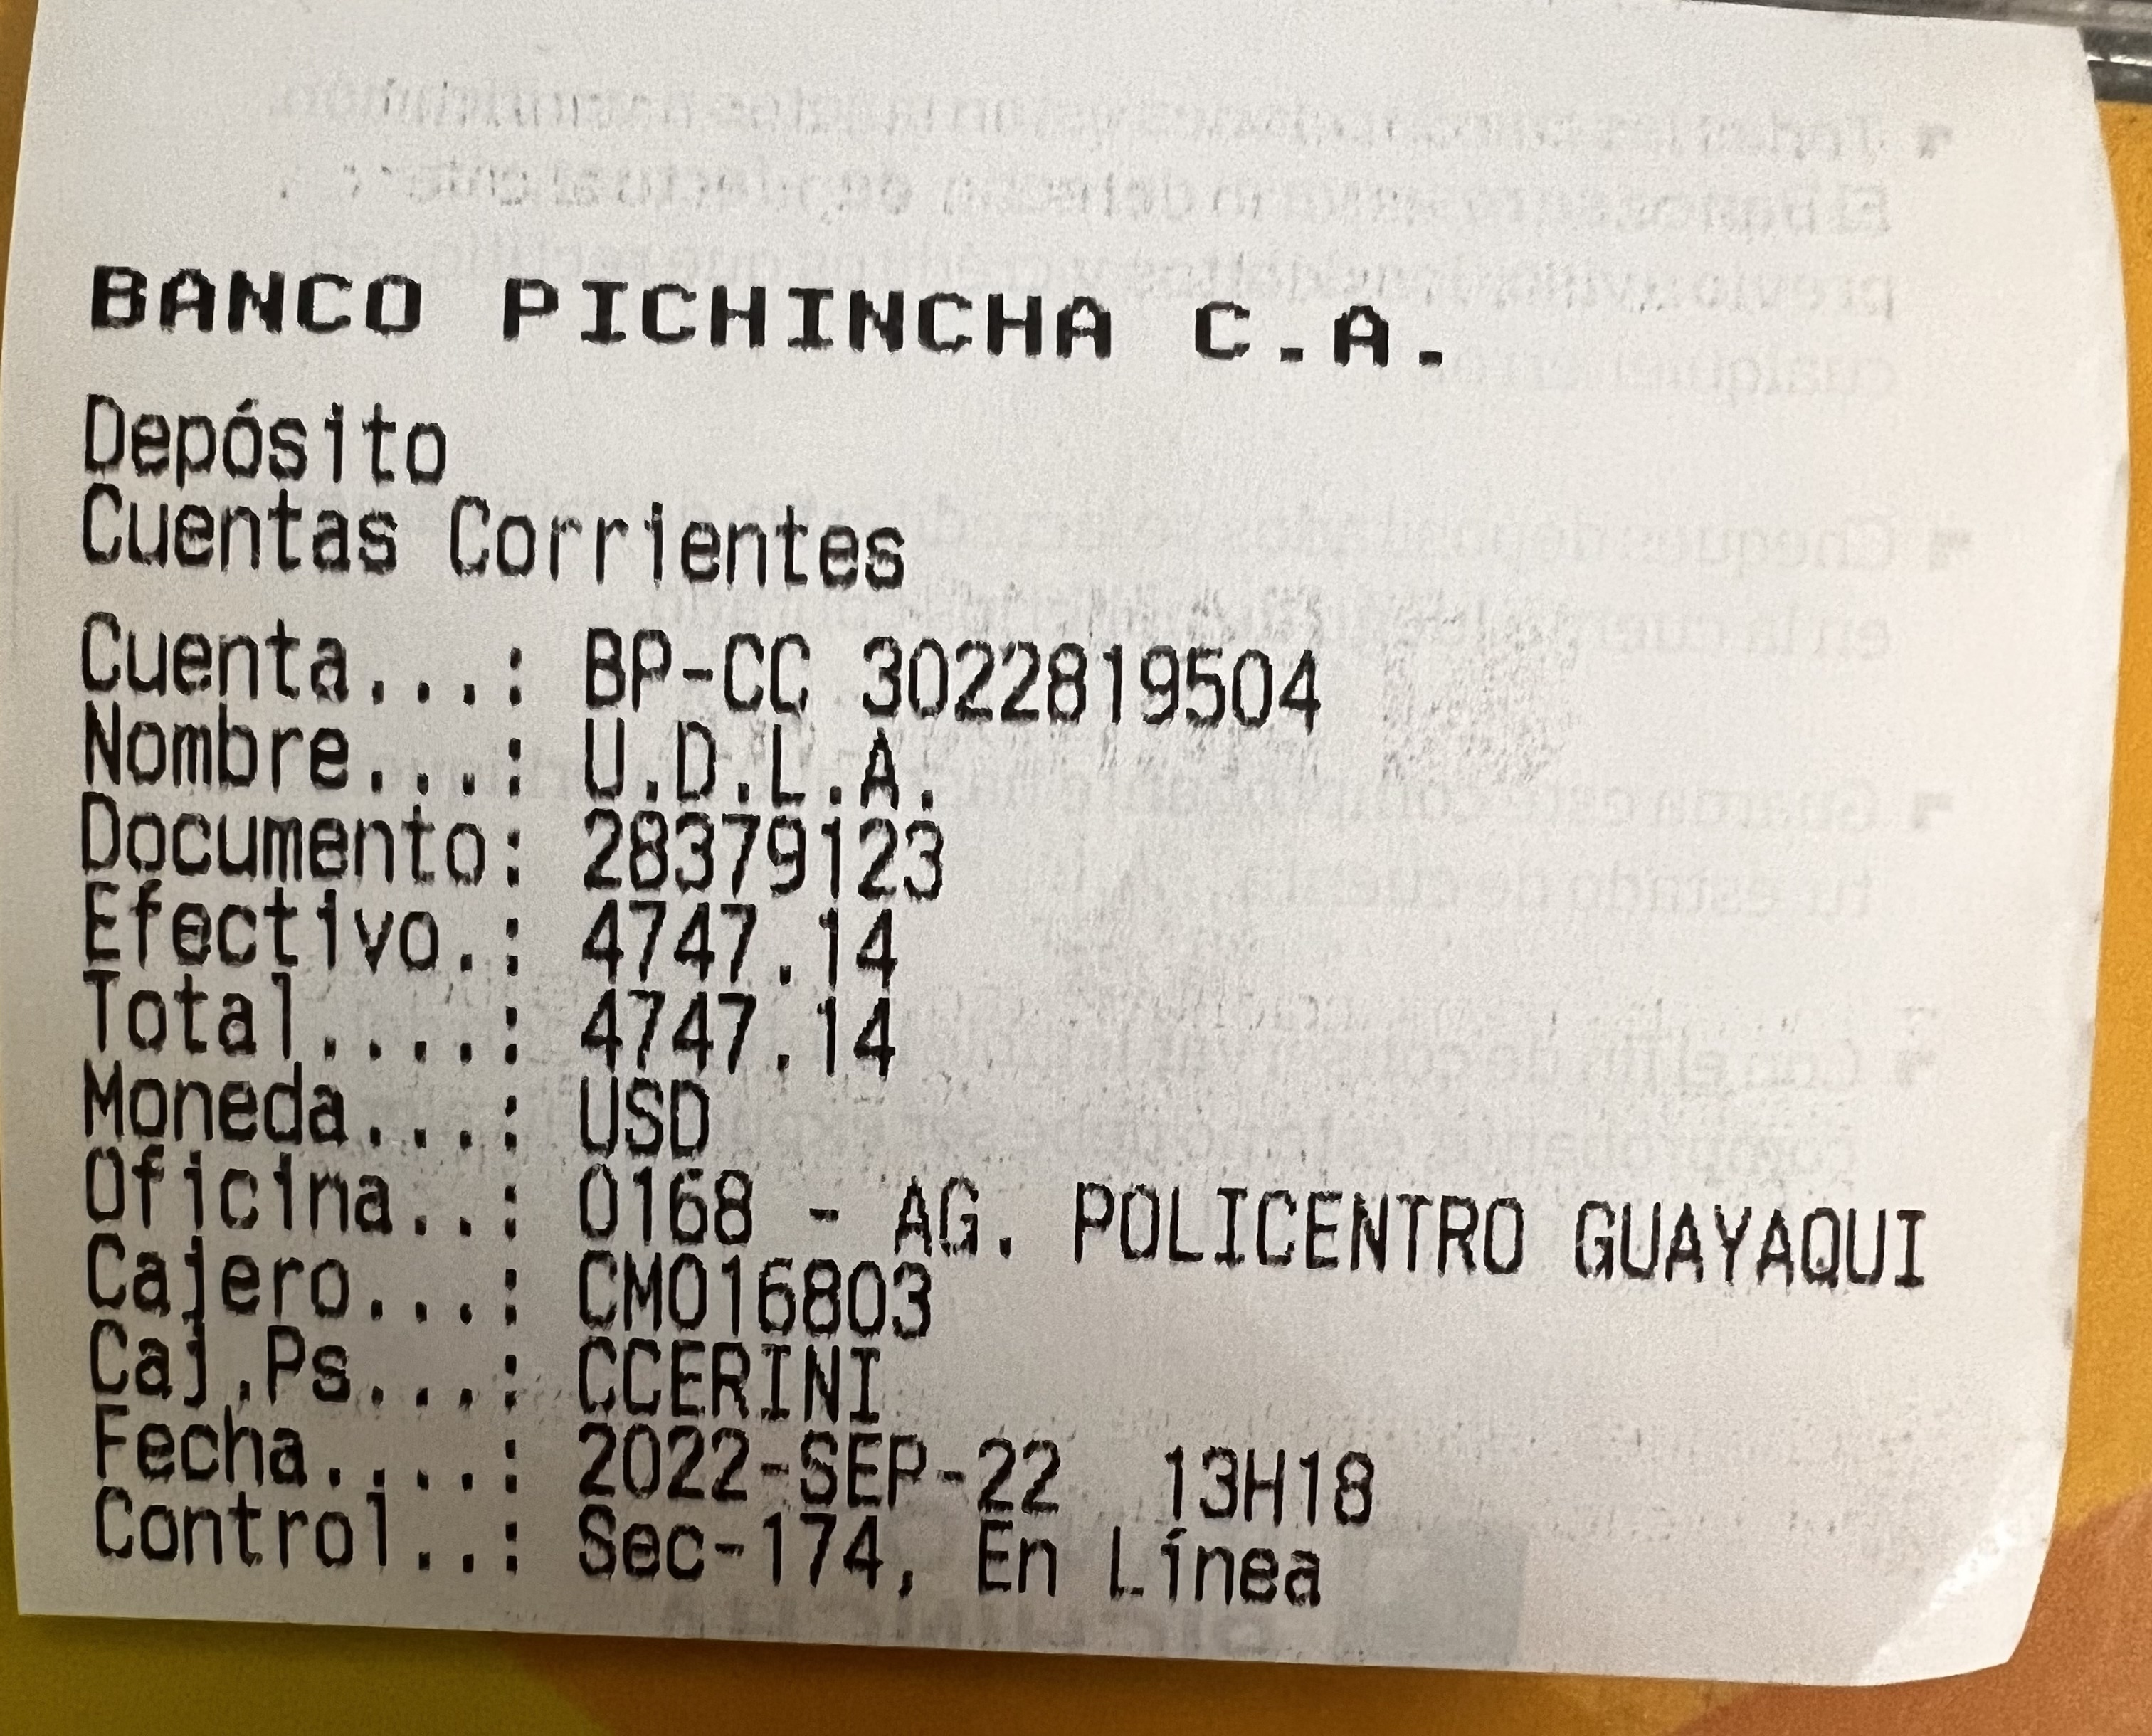 BANCO PICHINCHA C.A.
Depósito
Cuentas Corrientes
Cuenta...: BP-CC 3022819504
Nombre...: U.D.L.A.
Documento: 28379123
Efectivo.: 4747.14
Total....: 4747.14
Moneda...: USD
Oficina..: 0168 - AG. POLICENTRO GUAYAQUI
Cajero...: CM016803
Caj.Ps...: CCERINI
Fecha....: 2022-SEP-22 13H18
Control..: Sec-174, En Línea